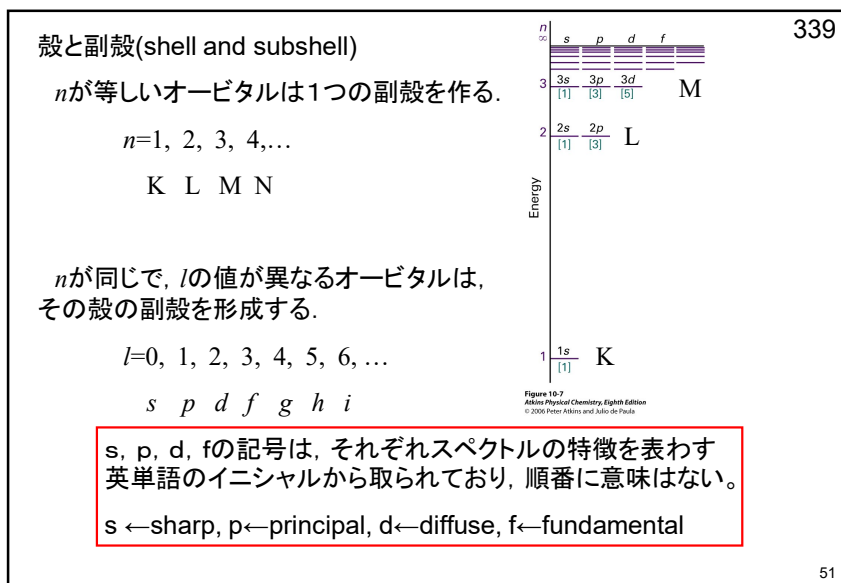 339
殻と副殻(shell and subshell)
nが等しいオービタルは１つの副殻を作る.
n=1, 2, 3, 4,…
K L M N
nが同じで, lの値が異なるオービタルは,
その殻の副殻を形成する.
l=0, 1, 2, 3, 4, 5, 6, …
s p d f g h i
n
∞ s p d f
3 3s 3p 3d M
[1] [3] [5]
2 2s 2p L
[1] [3]
Energy
1 1s K
[1]
Figure 10-7
Atkins Physical Chemistry, Eighth Edition
© 2006 Peter Atkins and Julio de Paula
s, p, d, fの記号は, それぞれスペクトルの特徴を表わす
英単語のイニシャルから取られており, 順番に意味はない。
s ←sharp, p←principal, d←diffuse, f←fundamental
51